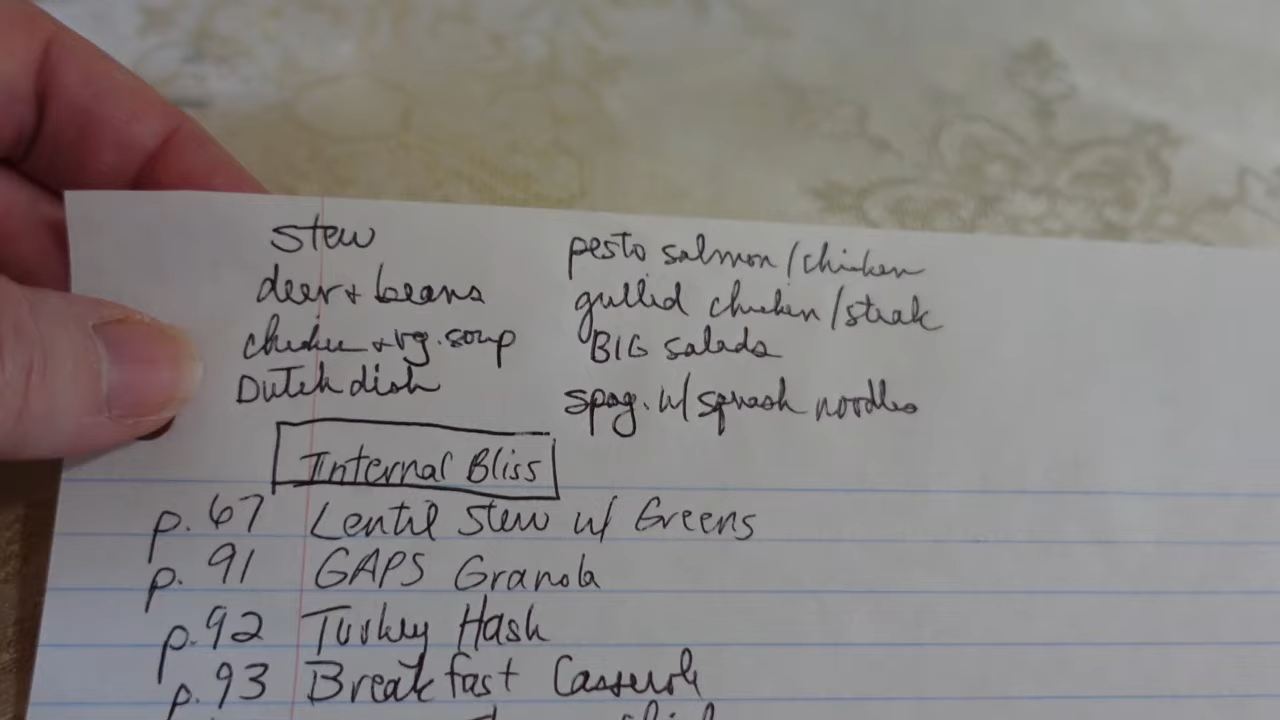 stew
deer + beans
chicken + vg. soup
Dutch dish
pesto salmon/chicken
grilled chicken/steak
BIG salads
spag. w/ squash noodles
Internal Bliss
p. 67 Lentil Stew w/ Greens
p. 91 GAPS Granola
p. 92 Turkey Hash
p. 93 Breakfast Casserole